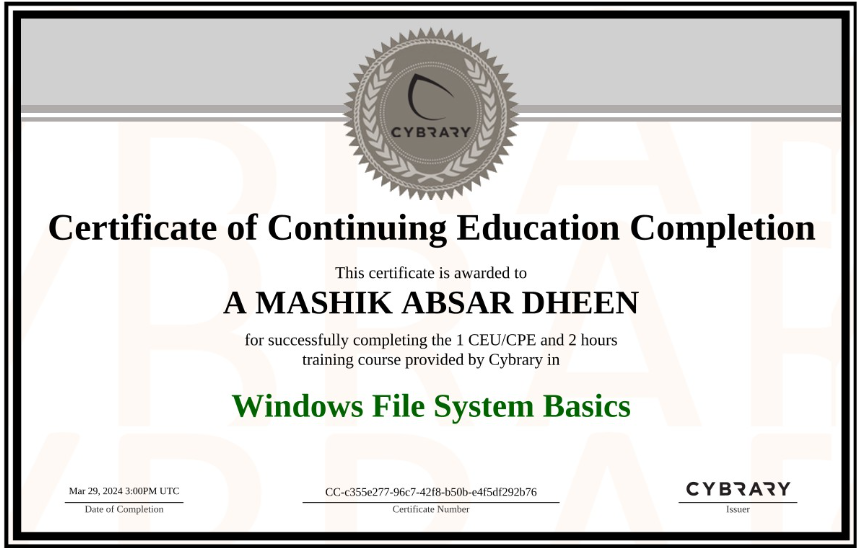 CYBRARY
Certificate of Continuing Education Completion
This certificate is awarded to
A MASHIK ABSAR DHEEN
for successfully completing the 1 CEU/CPE and 2 hours
training course provided by Cybrary in
Windows File System Basics
Mar 29, 2024 3:00PM UTC
Date of Completion
CC-c355e277-96c7-42f8-b50b-e4f5df292b76
Certificate Number
CYBRARY
Issuer